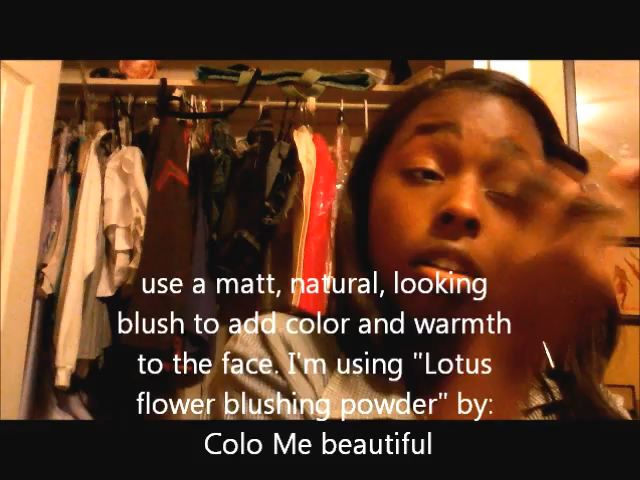 use a matt, natural, looking
blush to add color and warmth
to the face. I'm using "Lotus
flower blushing powder" by:
Colo Me beautiful